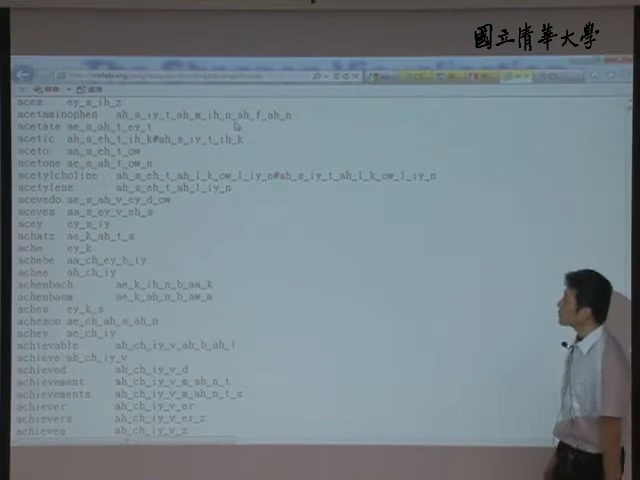 國立清華大學
aces ey_s_ih_z
acetaminophen ah_s_iy_t_ah_m_ih_n_ah_f_ah_n
acetate ae_s_ah_t_ey_t
acetic ah_s_eh_t_ih_k#ah_s_iy_t_ih_k
aceto aa_s_eh_t_ow
acetone ae_s_ah_t_ow_n
acetylcholine ah_s_eh_t_ah_l_k_ow_l_iy_n#ah_s_iy_t_ah_l_k_ow_l_iy_n
acetylene ah_s_eh_t_ah_l_iy_n
acevedo ae_s_ah_v_ey_d_ow
aceves aa_s_ey_v_eh_s
acey ey_s_iy
achatz ae_k_ah_t_s
ache ey_k
achebe aa_ch_ey_b_iy
achee ah_ch_iy
achenbach ae_k_ih_n_b_aa_k
achenbaum ae_k_ah_n_b_aw_m
aches ey_k_s
acheson ae_ch_ah_s_ah_n
achey ae_ch_iy
achievable ah_ch_iy_v_ah_b_ah_l
achieve ah_ch_iy_v
achieved ah_ch_iy_v_d
achievement ah_ch_iy_v_m_ah_n_t
achievements ah_ch_iy_v_m_ah_n_t_s
achiever ah_ch_iy_v_er
achievers ah_ch_iy_v_er_z
achieves ah_ch_iy_v_z